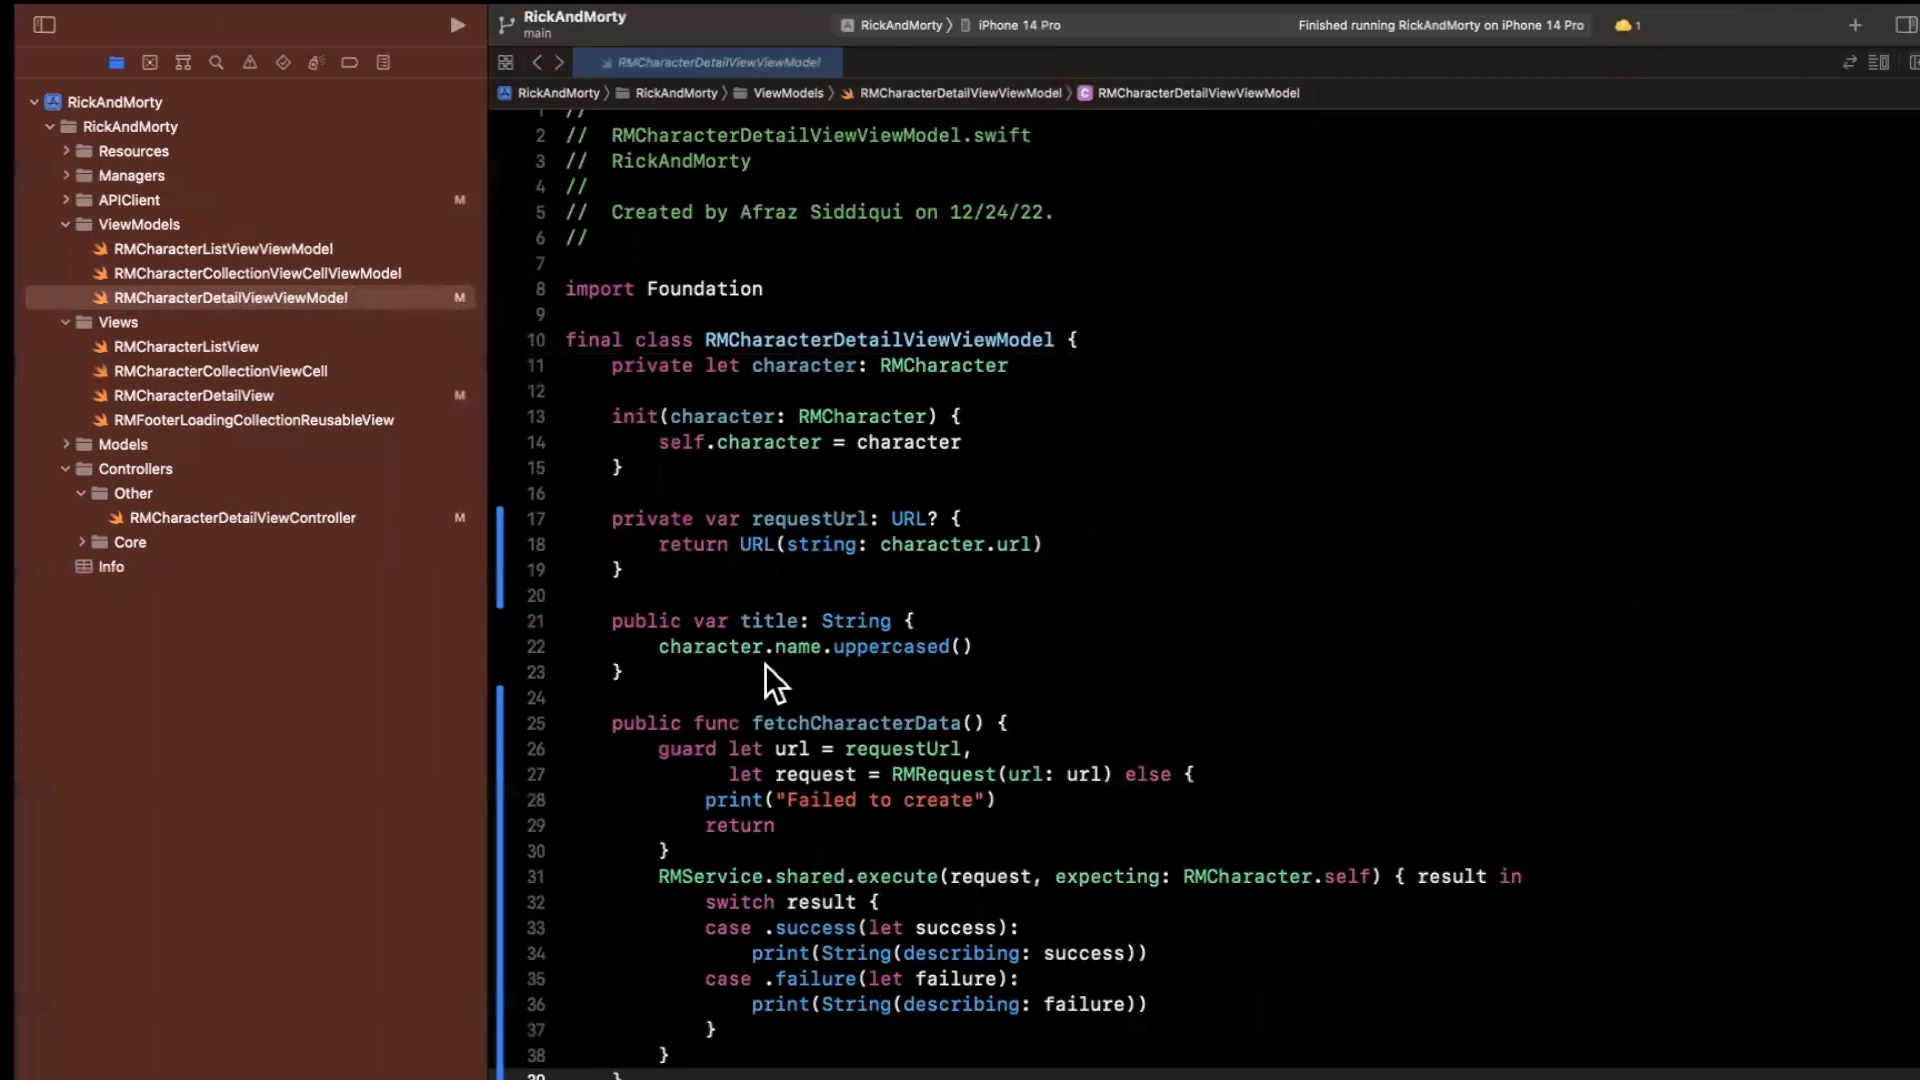 RickAndMorty
main
RickAndMorty
iPhone 14 Pro
Finished running RickAndMorty on iPhone 14 Pro
1
RMCharacterDetailViewViewModel
RickAndMorty
RickAndMorty
ViewModels
RMCharacterDetailViewViewModel
C
RMCharacterDetailViewViewModel
RickAndMorty
RickAndMorty
Resources
Managers
APIClient M
ViewModels
RMCharacterListViewViewModel
RMCharacterCollectionViewCellViewModel
RMCharacterDetailViewViewModel M
Views
RMCharacterListView
RMCharacterCollectionViewCell
RMCharacterDetailView M
RMFooterLoadingCollectionReusableView
Models
Controllers
Other
RMCharacterDetailViewController M
Core
Info
1 //
2 // RMCharacterDetailViewViewModel.swift
3 // RickAndMorty
4 //
5 // Created by Afraz Siddiqui on 12/24/22.
6 //
7
8 import Foundation
9
10 final class RMCharacterDetailViewViewModel {
11 private let character: RMCharacter
12
13 init(character: RMCharacter) {
14 self.character = character
15 }
16
17 private var requestUrl: URL? {
18 return URL(string: character.url)
19 }
20
21 public var title: String {
22 character.name.uppercased()
23 }
24
25 public func fetchCharacterData() {
26 guard let url = requestUrl,
27 let request = RMRequest(url: url) else {
28 print("Failed to create")
29 return
30 }
31 RMService.shared.execute(request, expecting: RMCharacter.self) { result in
32 switch result {
33 case .success(let success):
34 print(String(describing: success))
35 case .failure(let failure):
36 print(String(describing: failure))
37 }
38 }
39 }